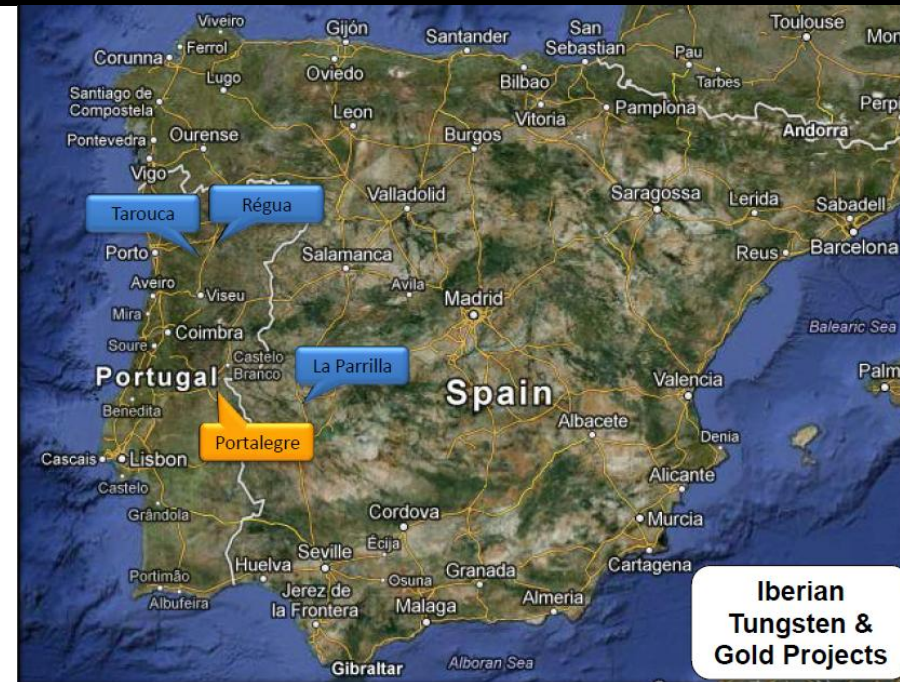 Viveiro
Ferrol
Corunna
Lugo
Santiago de
Compostela
Pontevedra
Ourense
Vigo
Gijón
Oviedo
Santander
San
Sebastian
Bilbao
Vitoria
Pamplona
Pau
Tarbes
Toulouse
Mon
Perpi
Andorra
Leon
Burgos
Valladolid
Saragossa
Lerida
Sabadell
Reus
Barcelona
Tarouca
Régua
Porto
Aveiro
Viseu
Mira
Coimbra
Soure
Salamanca
Avila
Madrid
Balearic Sea
Castelo
Branco
La Parrilla
Portugal
Spain
Valencia
Palm
Benedita
Portalegre
Albacete
Denia
Cascais
Lisbon
Castelo
Alicante
Grândola
Cordova
Murcia
Écija
Seville
Huelva
Osuna
Granada
Cartagena
Portimão
Albufeira
Jerez de
la Frontera
Malaga
Almeria
Gibraltar
Alboran Sea
Iberian
Tungsten &
Gold Projects